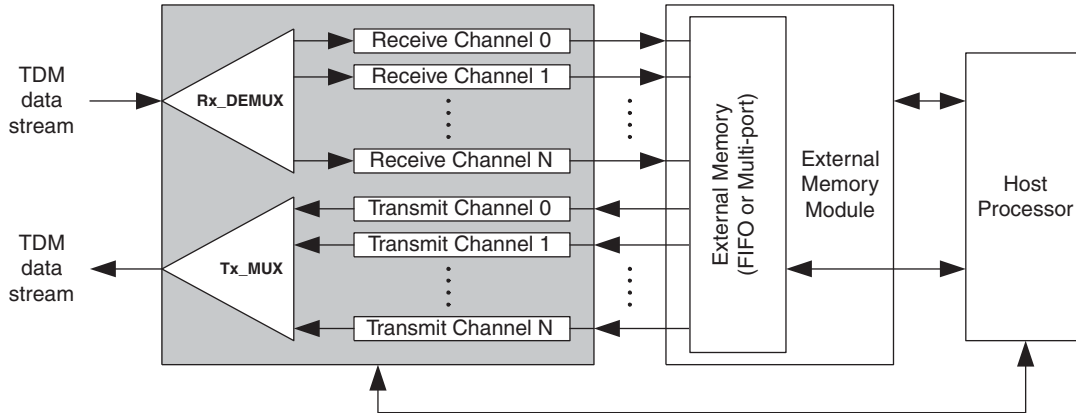 TDM
data
stream
Rx_DEMUX
Receive Channel 0
Receive Channel 1
Receive Channel N
TDM
data
stream
Tx_MUX
Transmit Channel 0
Transmit Channel 1
Transmit Channel N
External Memory
(FIFO or Multi-port)
External
Memory
Module
Host
Processor